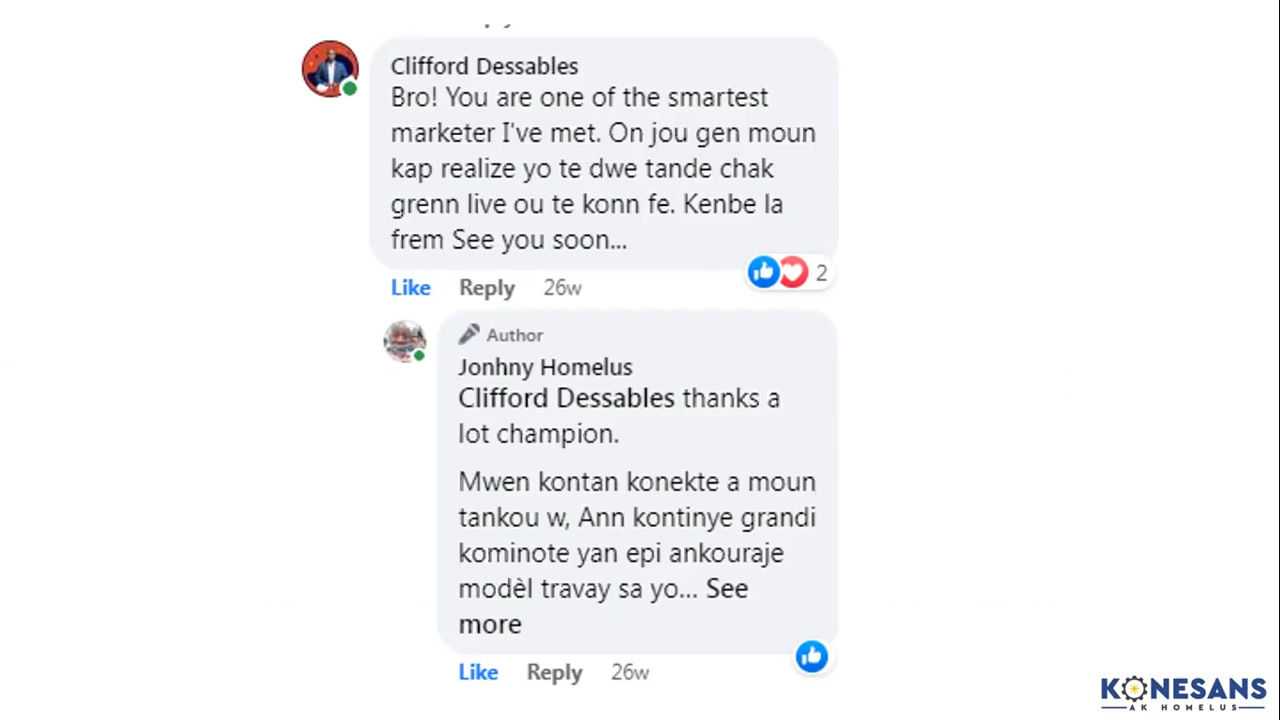 Clifford Dessables
Bro! You are one of the smartest
marketer I've met. On jou gen moun
kap realize yo te dwe tande chak
grenn live ou te konn fe. Kenbe la
frem See you soon...
Like Reply 26w
2
Author
Jonhny Homelus
Clifford Dessables thanks a
lot champion.
Mwen kontan konekte a moun
tankou w, Ann kontinye grandi
kominote yan epi ankouraje
modèl travay sa yo... See
more
Like Reply 26w
KONESANS
AK HOMELUS